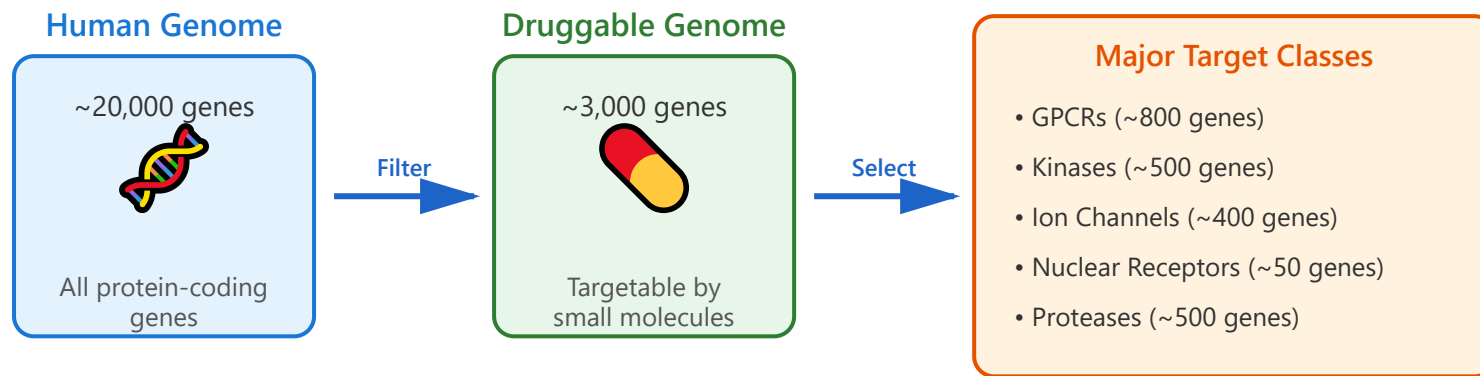 Human Genome
~20,000 genes
All protein-coding
genes
Filter
Druggable Genome
~3,000 genes
Targetable by
small molecules
Select
Major Target Classes
• GPCRs (~800 genes)
• Kinases (~500 genes)
• Ion Channels (~400 genes)
• Nuclear Receptors (~50 genes)
• Proteases (~500 genes)